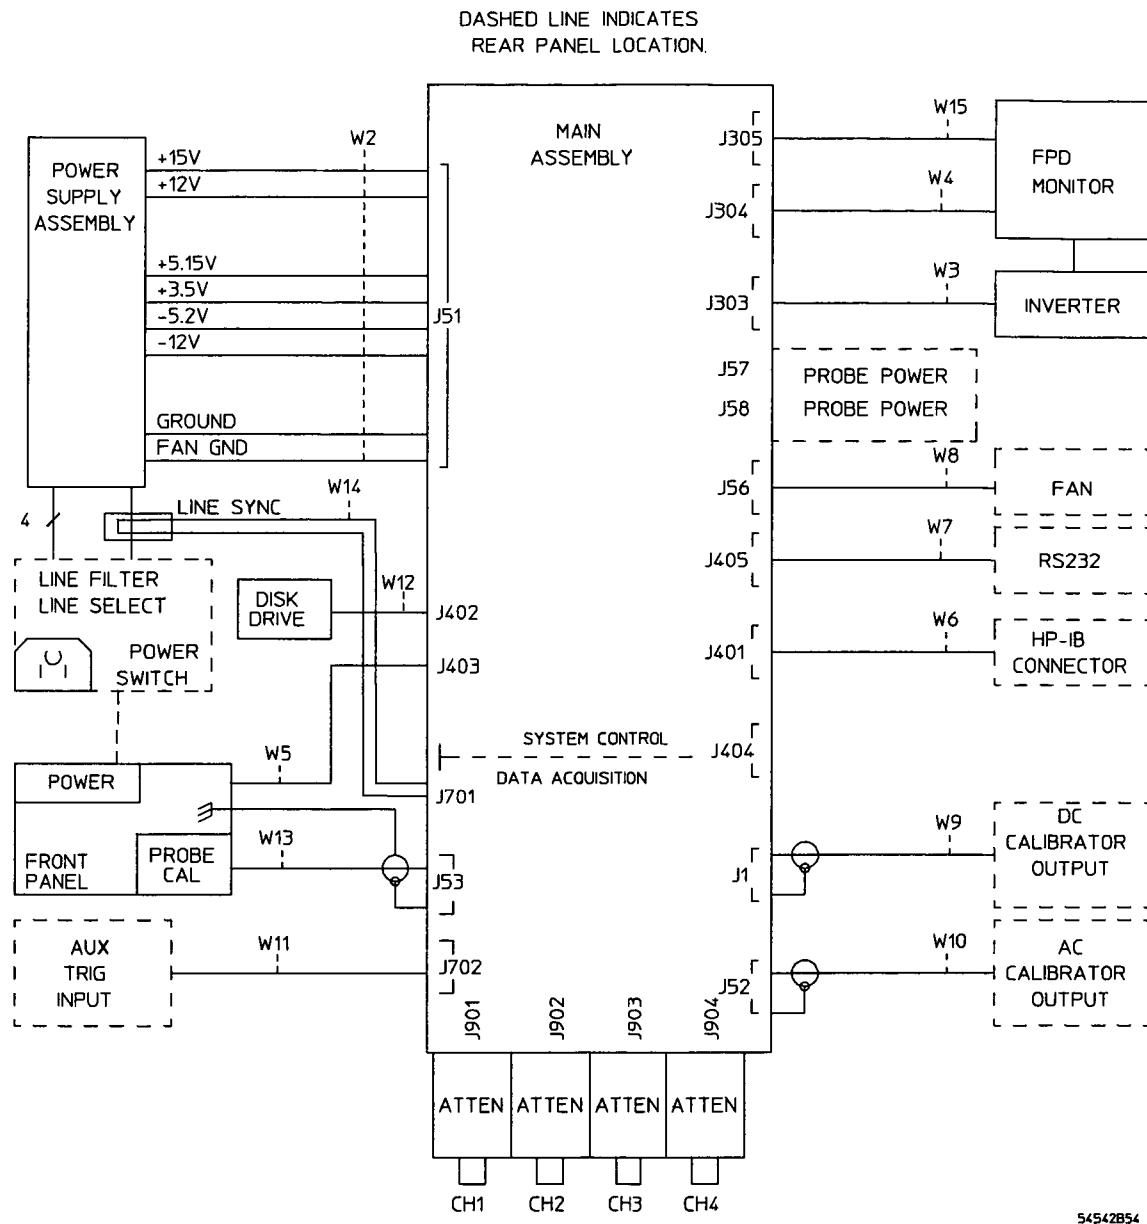 DASHED LINE INDICATES
REAR PANEL LOCATION.
POWER
SUPPLY
ASSEMBLY
+15V
+12V
+5.15V
+3.5V
-5.2V
-12V
GROUND
FAN GND
W2
J51
MAIN
ASSEMBLY
J305
W15
FPD
MONITOR
J304
W4
J303
W3
INVERTER
J57
PROBE POWER
J58
PROBE POWER
J56
W8
FAN
J405
W7
RS232
J401
W6
HP-IB
CONNECTOR
4
LINE SYNC
W14
LINE FILTER
LINE SELECT
POWER
SWITCH
DISK
DRIVE
W12
J402
J403
SYSTEM CONTROL
DATA ACQUISITION
J404
W5
J701
POWER
FRONT
PANEL
PROBE
CAL
W13
J53
J1
W9
DC
CALIBRATOR
OUTPUT
AUX
TRIG
INPUT
W11
J702
J52
W10
AC
CALIBRATOR
OUTPUT
J901
J902
J903
J904
ATTEN
ATTEN
ATTEN
ATTEN
CH1
CH2
CH3
CH4
54542B54